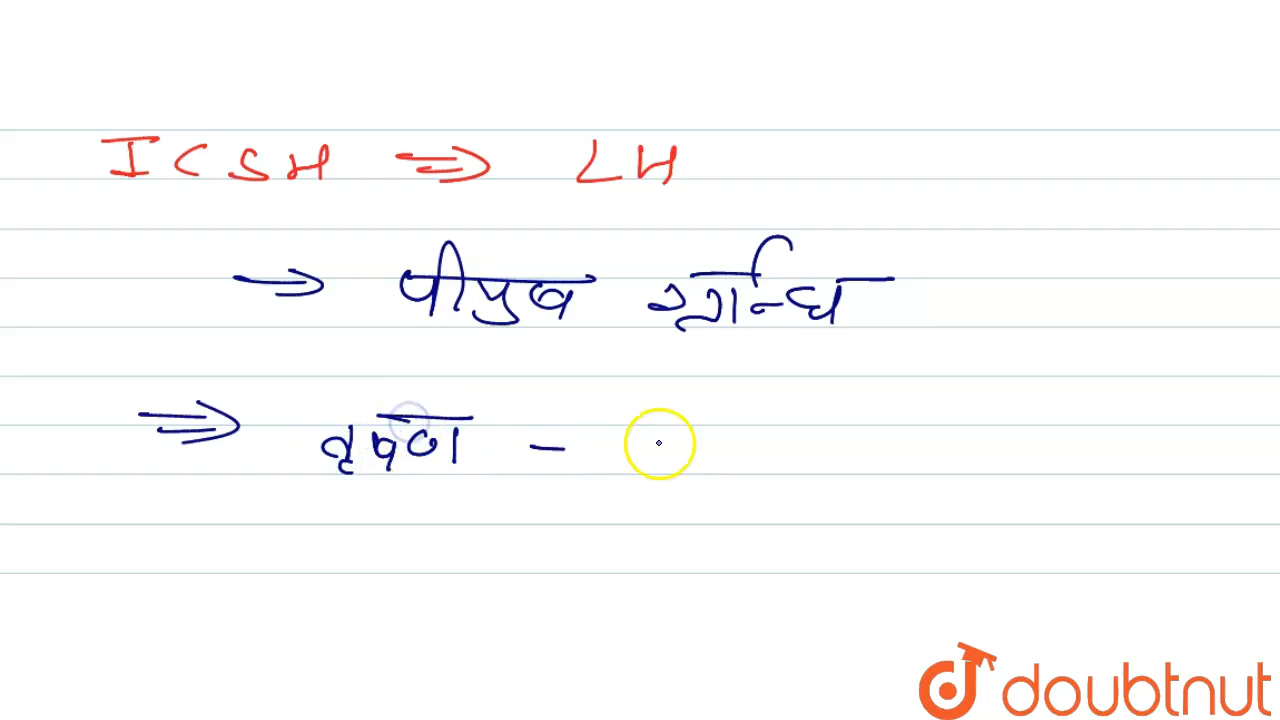 ICSH ⇒ LH
→ पीयुष ग्रन्थि
⇒ वृषण -
doubtnut